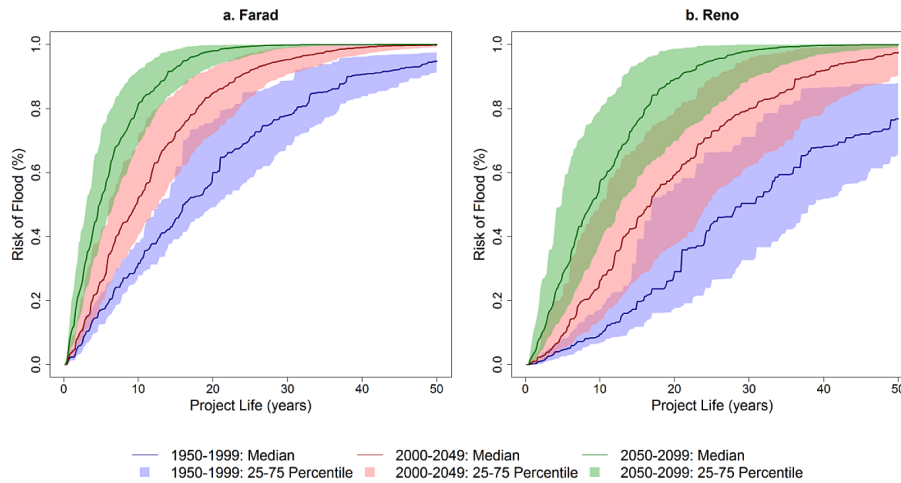 a. Farad
b. Reno
Risk of Flood (%)
1.0
0.8
0.6
0.4
0.2
0.0
0 10 20 30 40 50
Project Life (years)
Risk of Flood (%)
1.0
0.8
0.6
0.4
0.2
0.0
0 10 20 30 40 50
Project Life (years)
1950-1999: Median 2000-2049: Median 2050-2099: Median
1950-1999: 25-75 Percentile 2000-2049: 25-75 Percentile 2050-2099: 25-75 Percentile